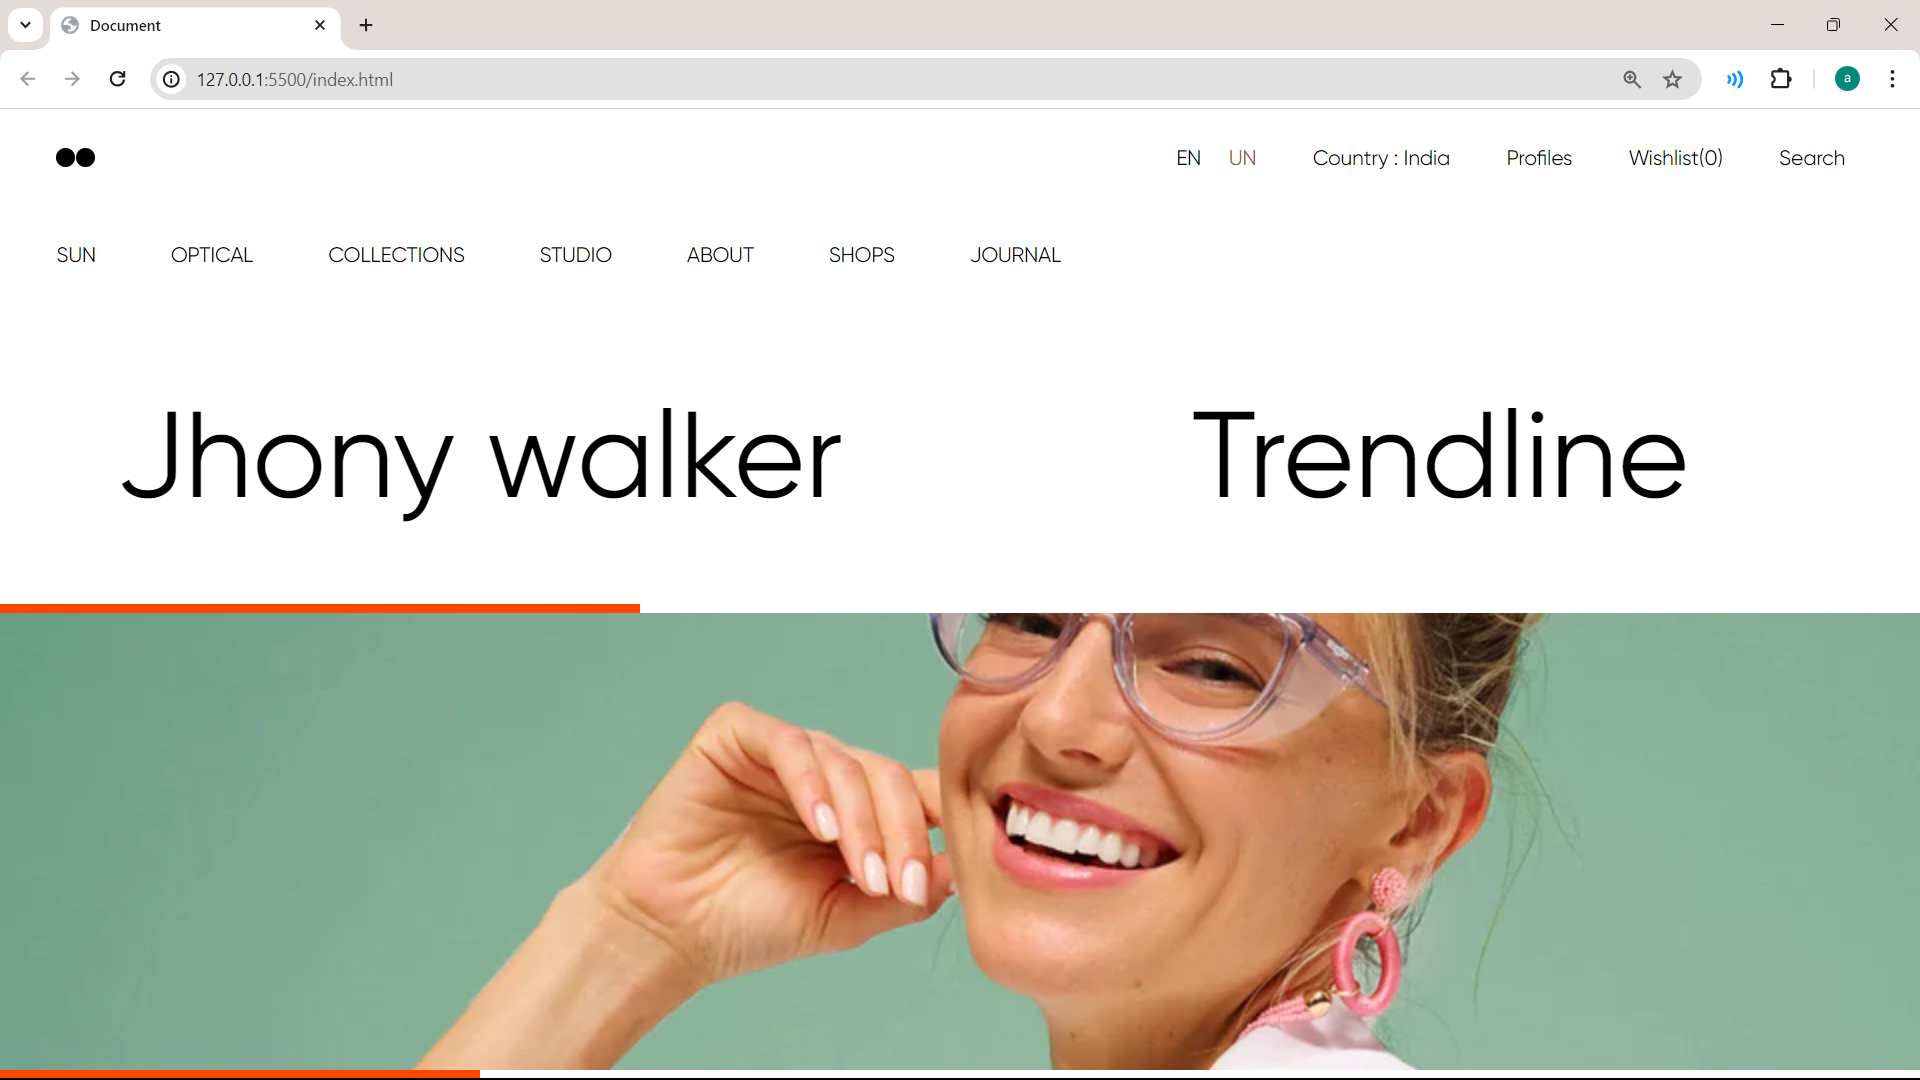 Document
127.0.0.1:5500/index.html
a
EN UN Country : India Profiles Wishlist(0) Search
SUN OPTICAL COLLECTIONS STUDIO ABOUT SHOPS JOURNAL
Jhony walker Trendline